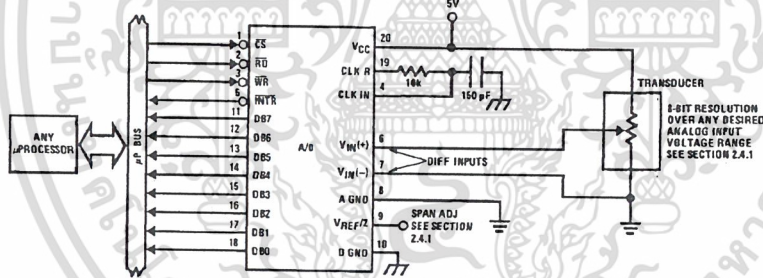 5V
1 CS
2 RD
3 WR
5 INTR
11 DB7
12 DB6
13 DB5
14 DB4
15 DB3
16 DB2
17 DB1
18 DB0
ANY
µPROCESSOR
µP BUS
A/D
VCC 20
CLK R 19
10k
CLK IN 4
150 pF
VIN(+) 6
DIFF INPUTS
VIN(−) 7
A GND 8
VREF/2 9
SPAN ADJ
SEE SECTION
2.4.1
D GND 10
TRANSDUCER
8-BIT RESOLUTION
OVER ANY DESIRED
ANALOG INPUT
VOLTAGE RANGE
SEE SECTION 2.4.1